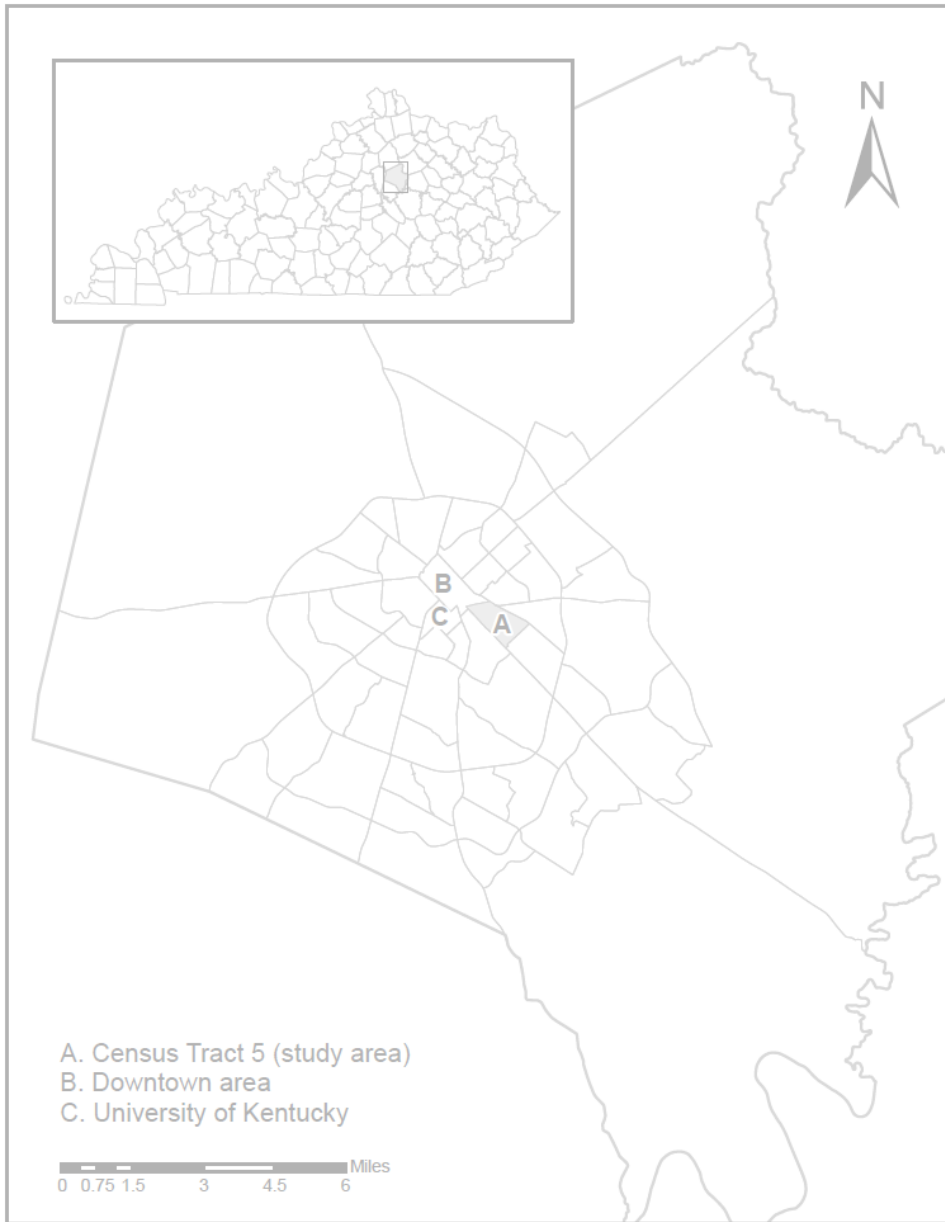 N
B
C
A
A. Census Tract 5 (study area)
B. Downtown area
C. University of Kentucky
Miles
0 0.75 1.5 3 4.5 6